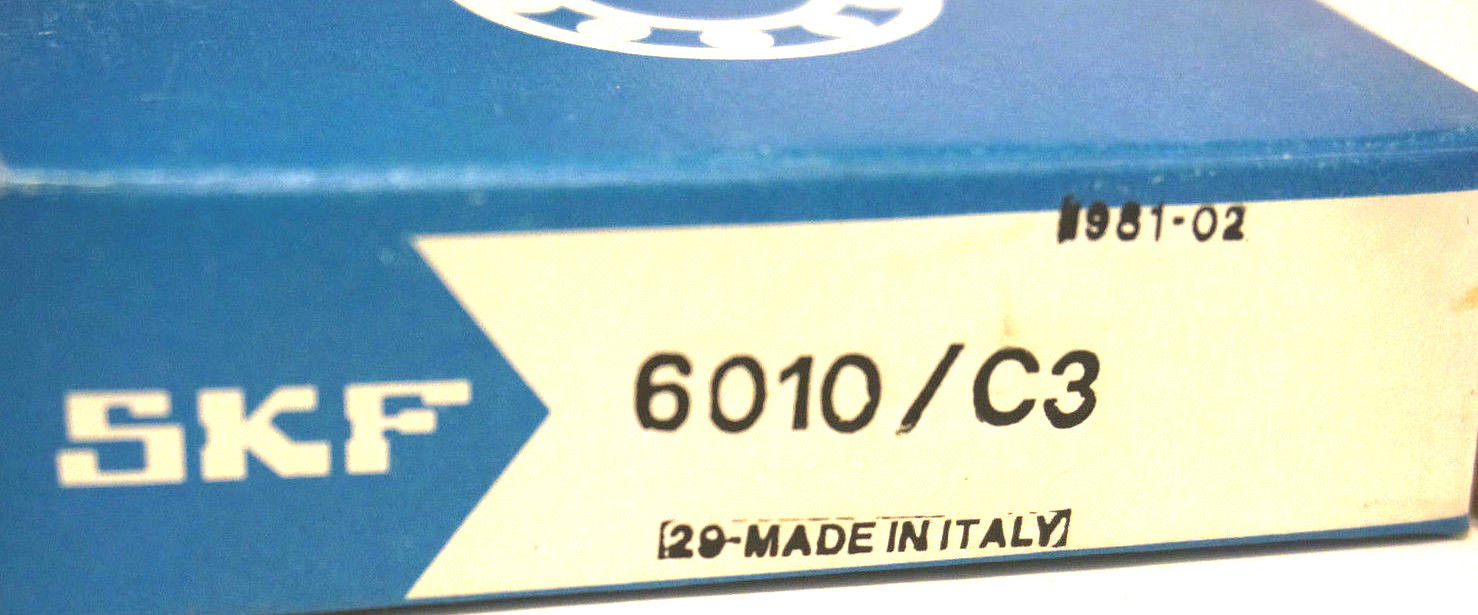 1981-02
SKF
6010/C3
[29-MADE IN ITALY]